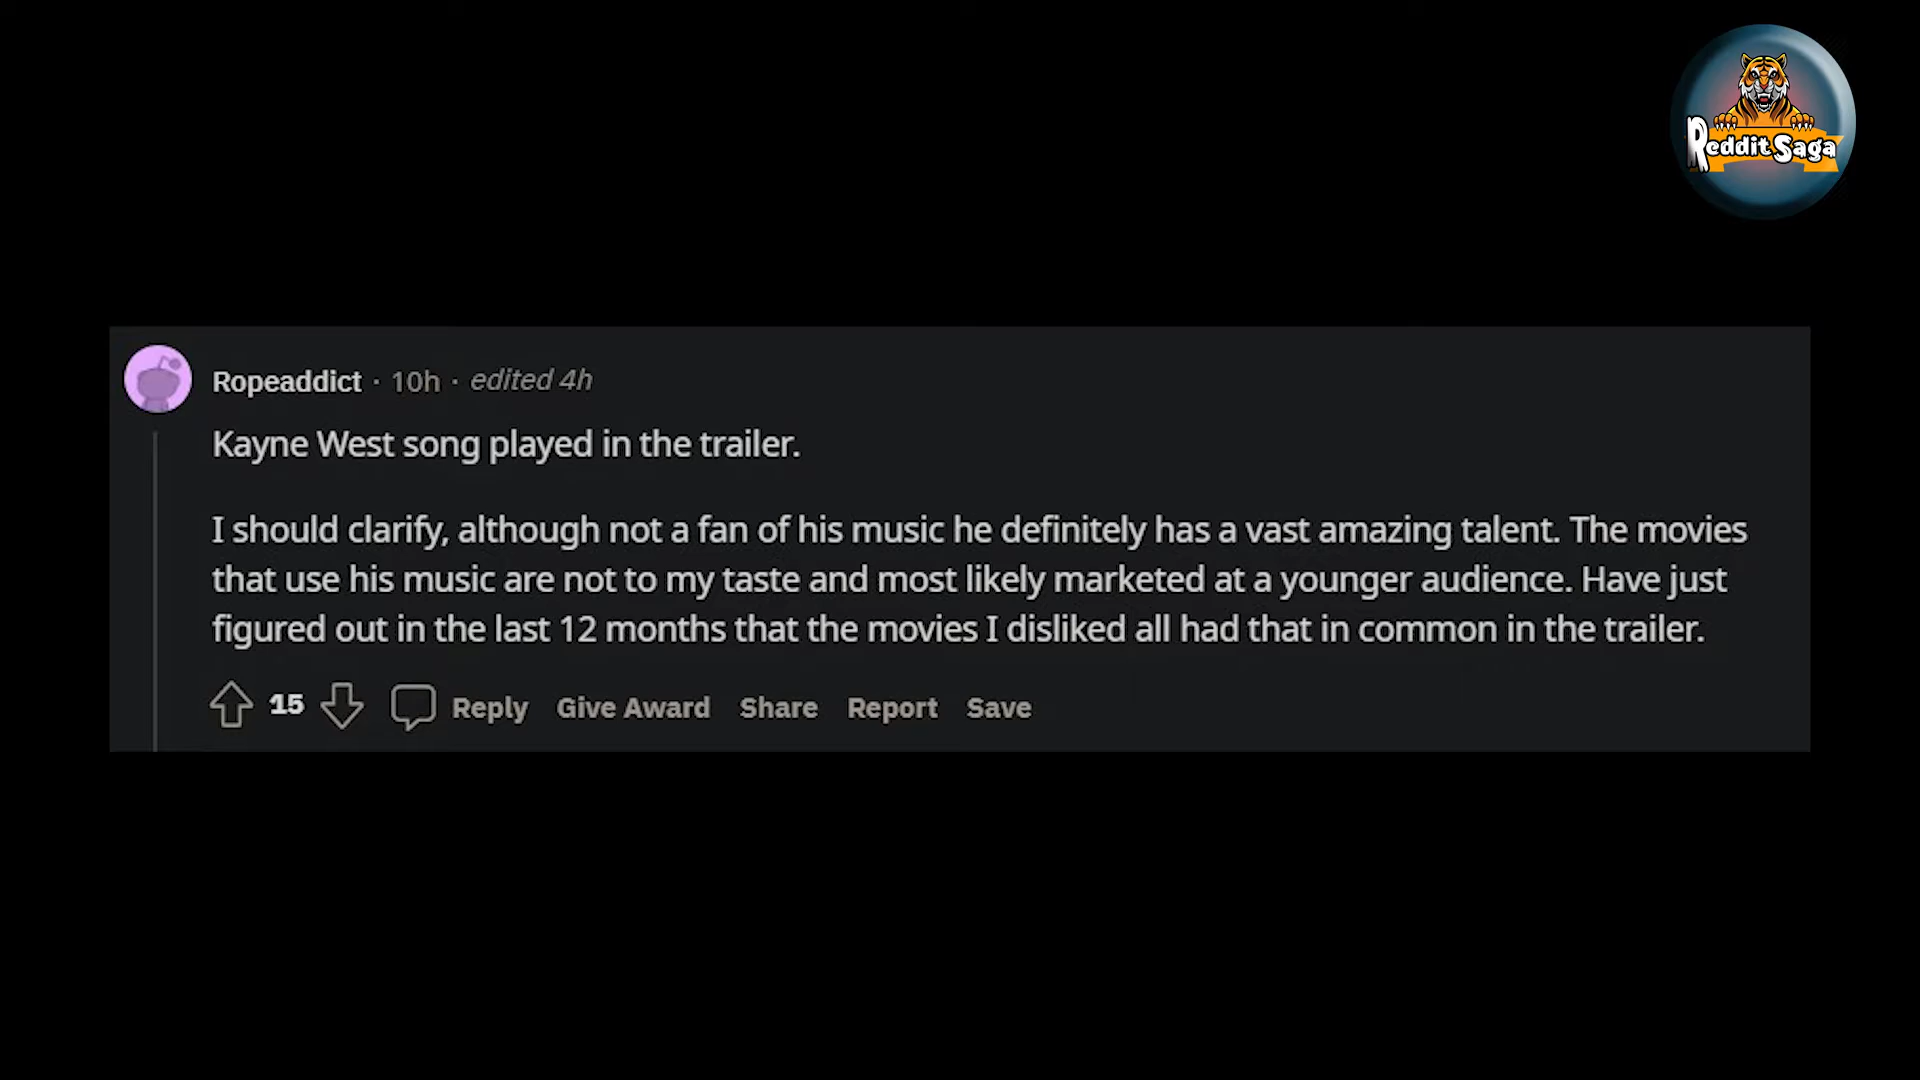 Reddit Saga
Ropeaddict · 10h · edited 4h
Kayne West song played in the trailer.
I should clarify, although not a fan of his music he definitely has a vast amazing talent. The movies
that use his music are not to my taste and most likely marketed at a younger audience. Have just
figured out in the last 12 months that the movies I disliked all had that in common in the trailer.
15 Reply Give Award Share Report Save